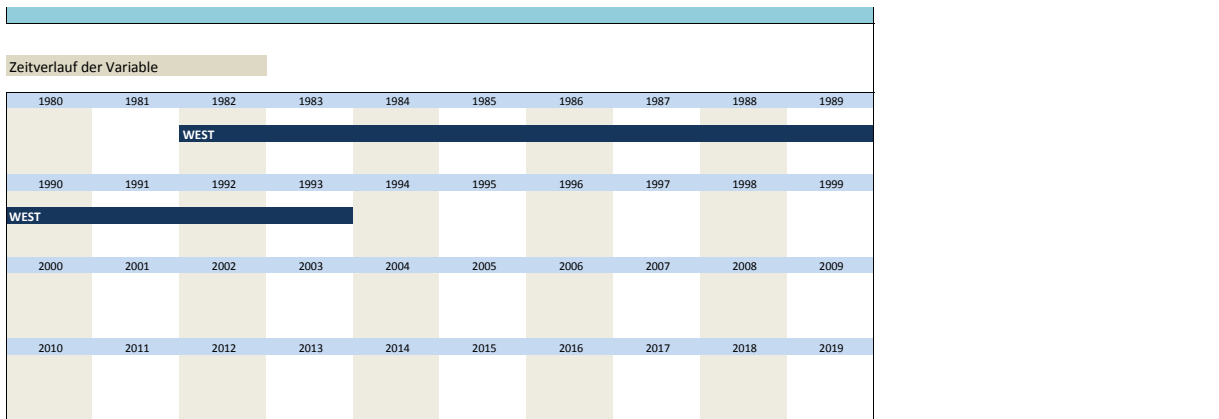 Zeitverlauf der Variable
1980 1981 1982 1983 1984 1985 1986 1987 1988 1989
WEST
1990 1991 1992 1993 1994 1995 1996 1997 1998 1999
WEST
2000 2001 2002 2003 2004 2005 2006 2007 2008 2009
2010 2011 2012 2013 2014 2015 2016 2017 2018 2019